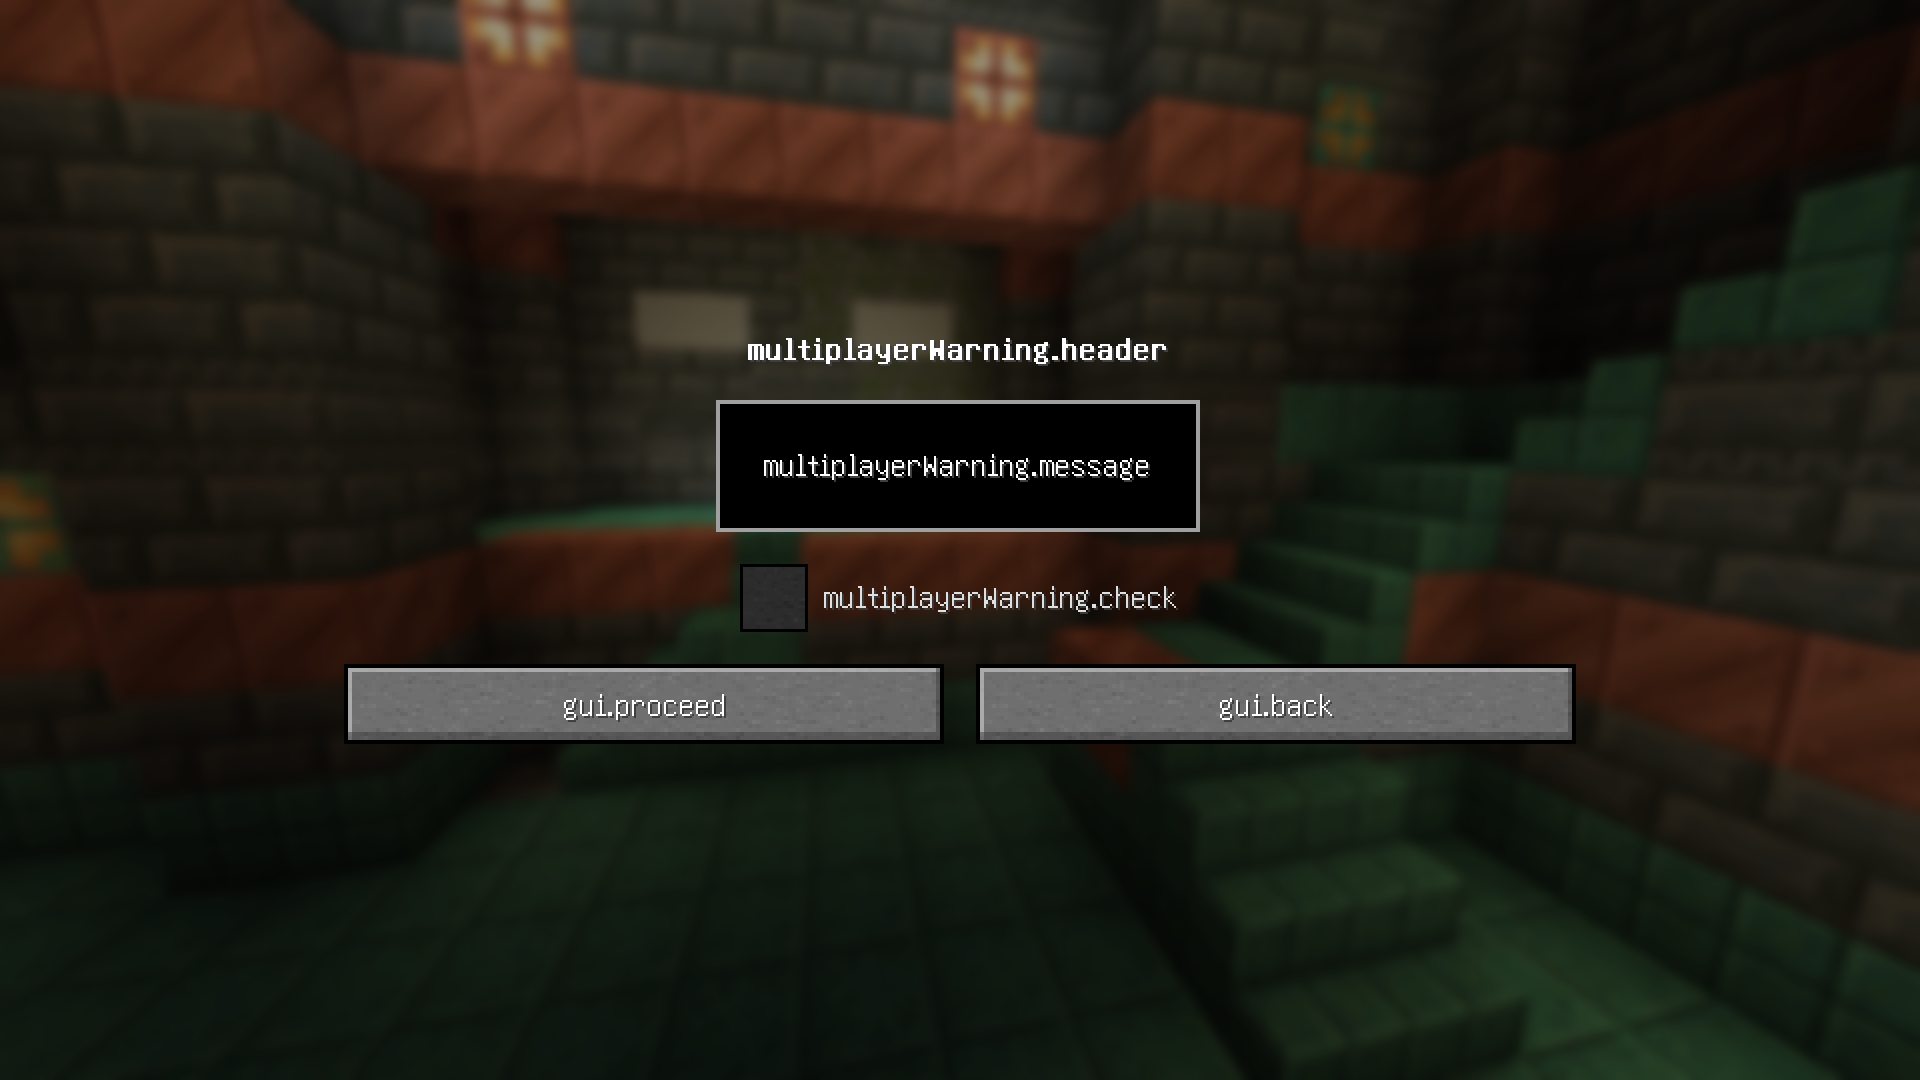 multiplayerWarning.header
multiplayerWarning.message
multiplayerWarning.check
gui.proceed
gui.back